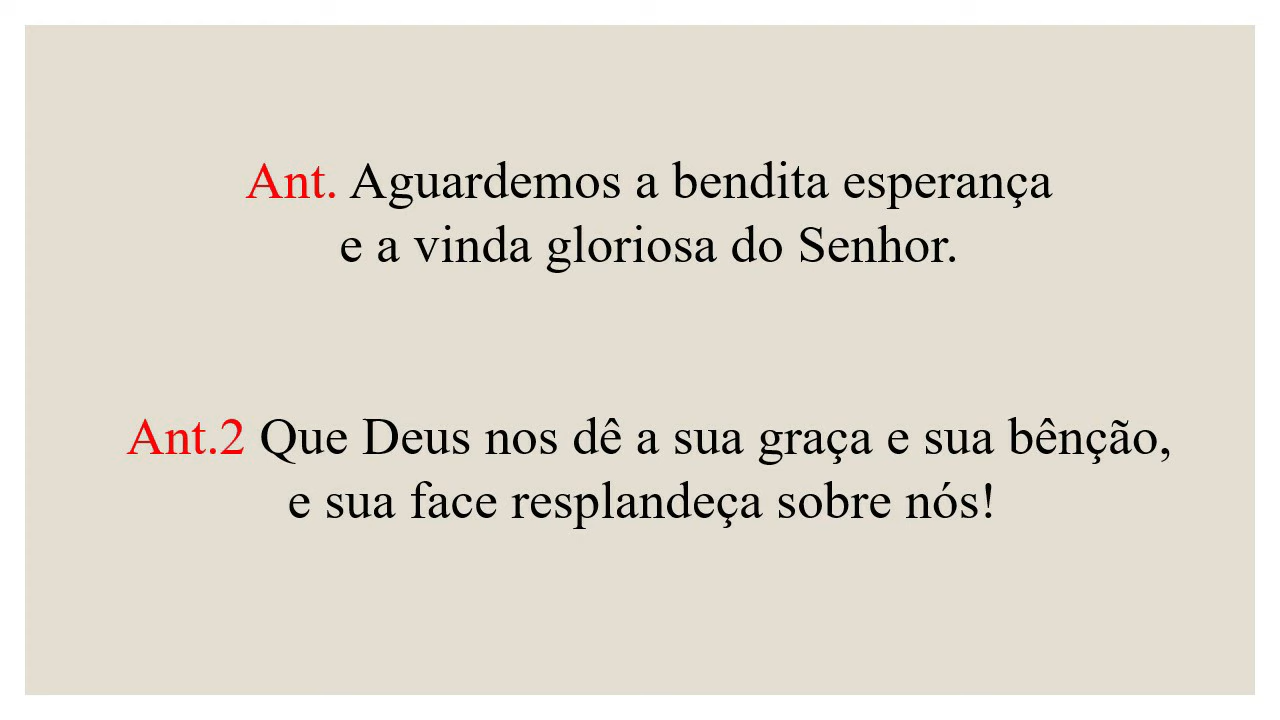 Ant. Aguardemos a bendita esperança
e a vinda gloriosa do Senhor.
Ant.2 Que Deus nos dê a sua graça e sua bênção,
e sua face resplandeça sobre nós!